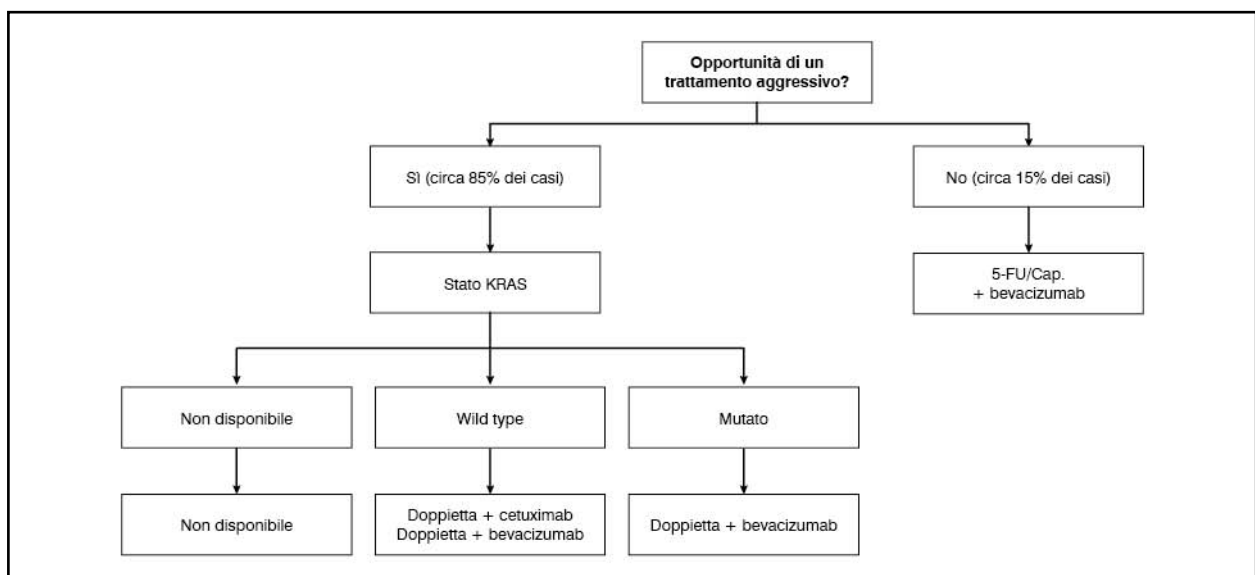 Opportunità di un
trattamento aggressivo?
Sì (circa 85% dei casi)
No (circa 15% dei casi)
Stato KRAS
5-FU/Cap.
+ bevacizumab
Non disponibile
Wild type
Mutato
Non disponibile
Doppietta + cetuximab
Doppietta + bevacizumab
Doppietta + bevacizumab